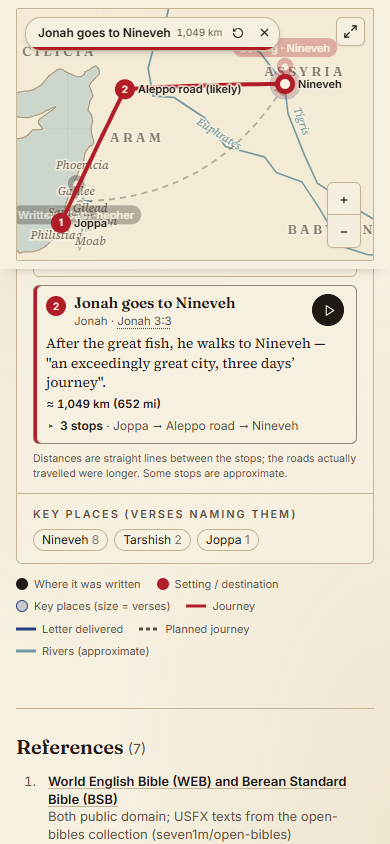 Jonah goes to Nineveh 1,049 km
CILICIA
Setting · Nineveh
ASSYRIA
2 Aleppo road (likely)
Nineveh
Euphrates
Tigris
ARAM
Phoenicia
Galilee
Gilead
1 Joppa
Philistia
Moab
+
−
2 Jonah goes to Nineveh
Jonah · Jonah 3:3
After the great fish, he walks to Nineveh —
"an exceedingly great city, three days’
journey".
≈ 1,049 km (652 mi)
‣ 3 stops · Joppa → Aleppo road → Nineveh
Distances are straight lines between the stops; the roads actually
travelled were longer. Some stops are approximate.
KEY PLACES (VERSES NAMING THEM)
Nineveh 8 Tarshish 2 Joppa 1
Where it was written Setting / destination
Key places (size = verses) Journey
Letter delivered Planned journey
Rivers (approximate)
References (7)
1. World English Bible (WEB) and Berean Standard
Bible (BSB)
Both public domain; USFX texts from the open-
bibles collection (seven1m/open-bibles)